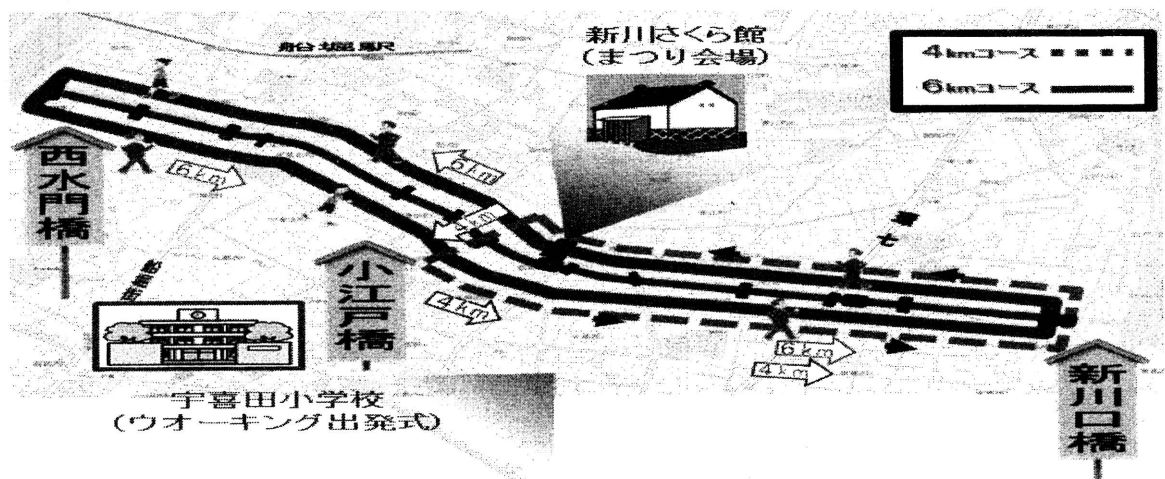 船堀駅
新川さくら館
(まつり会場)
4kmコース
6kmコース
西水門橋
6km
6km
小江戸橋
4km
6km
4km
新川口橋
宇喜田小学校
(ウオーキング出発式)